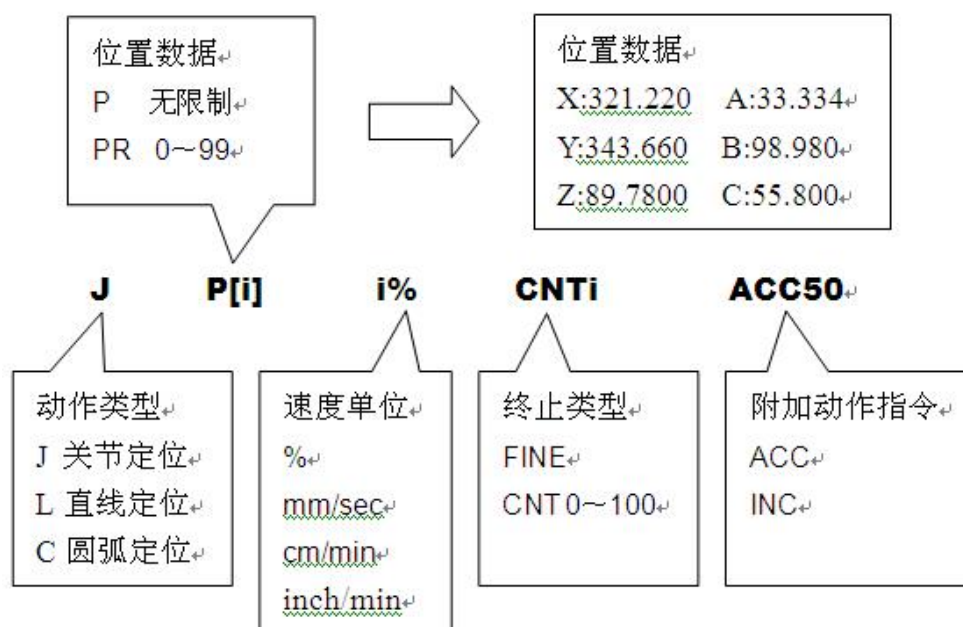 位置数据
P 无限制
PR 0～99
位置数据
X:321.220 A:33.334
Y:343.660 B:98.980
Z:89.7800 C:55.800
J P[i] i% CNTi ACC50
动作类型
J 关节定位
L 直线定位
C 圆弧定位
速度单位
%
mm/sec
cm/min
inch/min
终止类型
FINE
CNT 0～100
附加动作指令
ACC
INC